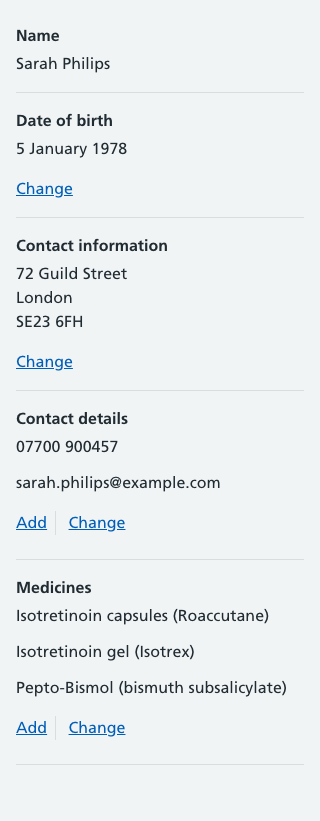 Name
Sarah Philips
Date of birth
5 January 1978
Change
Contact information
72 Guild Street
London
SE23 6FH
Change
Contact details
07700 900457
sarah.philips@example.com
Add Change
Medicines
Isotretinoin capsules (Roaccutane)
Isotretinoin gel (Isotrex)
Pepto-Bismol (bismuth subsalicylate)
Add Change